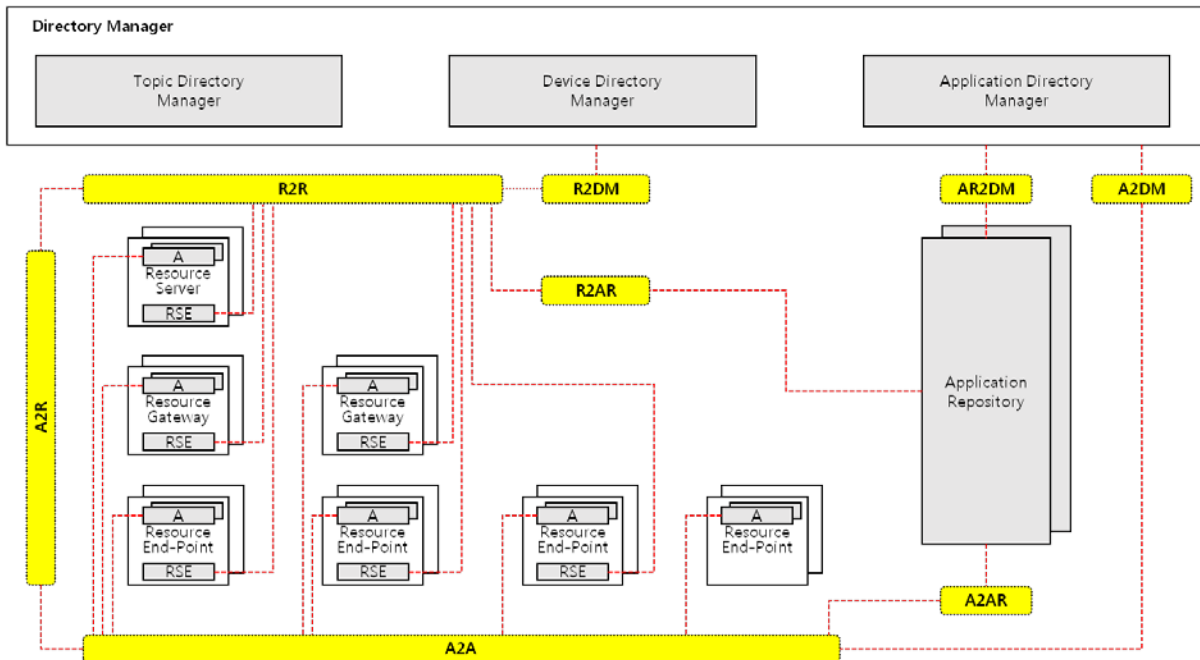 Directory Manager
Topic Directory
Manager
Device Directory
Manager
Application Directory
Manager
R2R
R2DM
AR2DM
A2DM
A
Resource
Server
RSE
R2AR
A2R
A
Resource
Gateway
RSE
A
Resource
Gateway
RSE
Application
Repository
A
Resource
End-Point
RSE
A
Resource
End-Point
RSE
A
Resource
End-Point
RSE
A
Resource
End-Point
A2AR
A2A